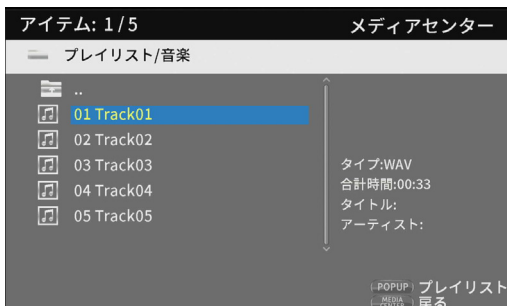 アイテム: 1/5 メディアセンター
プレイリスト/音楽
..
01 Track01
02 Track02
03 Track03
04 Track04
05 Track05
タイプ:WAV
合計時間:00:33
タイトル:
アーティスト:
POPUP プレイリスト
MEDIA CENTER 戻る